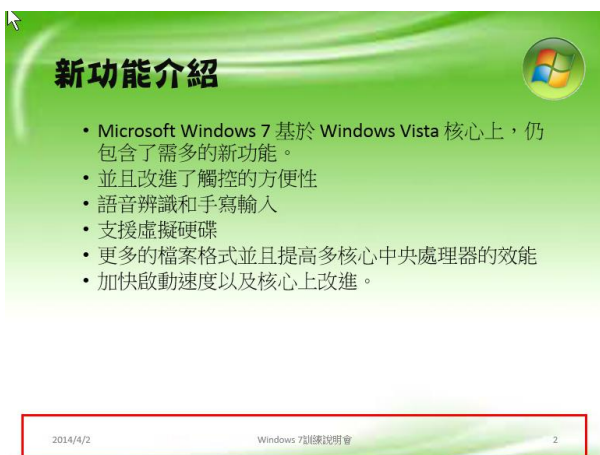 新功能介紹
• Microsoft Windows 7 基於 Windows Vista 核心上，仍
包含了需多的新功能。
• 並且改進了觸控的方便性
• 語音辨識和手寫輸入
• 支援虛擬硬碟
• 更多的檔案格式並且提高多核心中央處理器的效能
• 加快啟動速度以及核心上改進。
2014/4/2 Windows 7訓練說明會 2